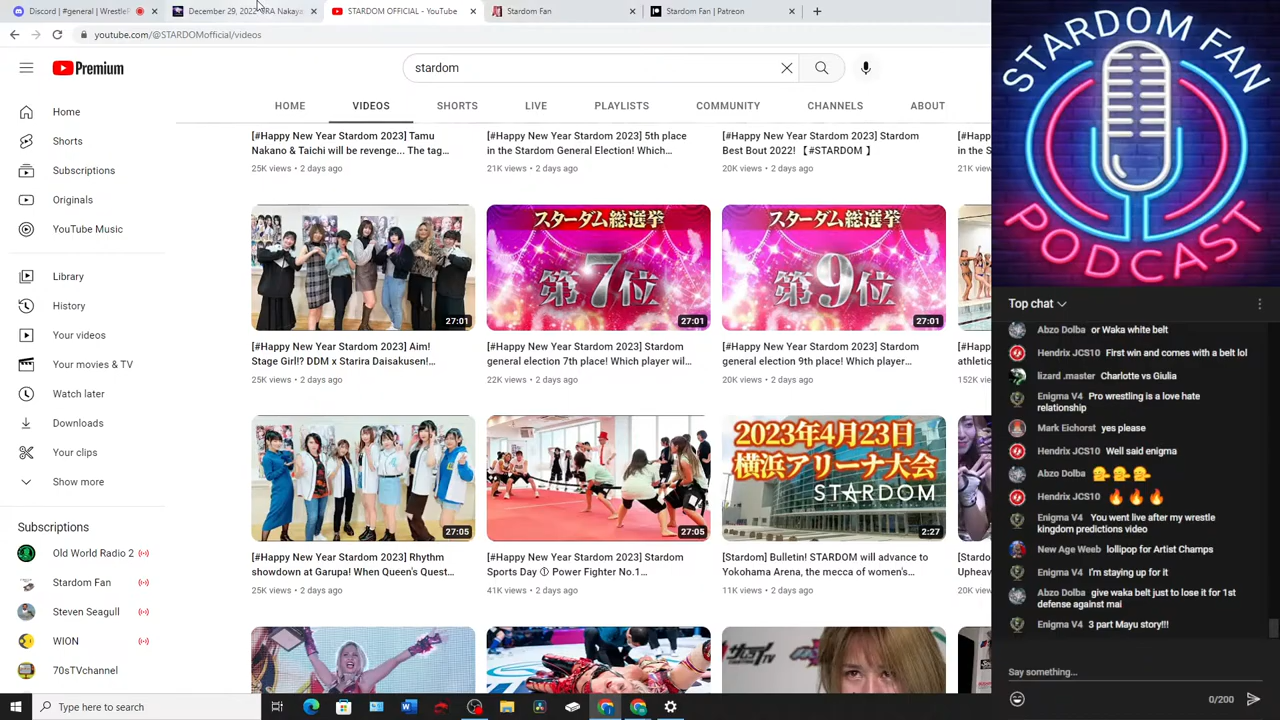 Discord | #general | WrestleP
December 29, 2022
RA Nakaya
STARDOM OFFICIAL - YouTube
Stardom Fan
Stardom Fan | Patreon
youtube.com/@STARDOMofficial/videos
Premium
stardom
HOME
VIDEOS
SHORTS
LIVE
PLAYLISTS
COMMUNITY
CHANNELS
ABOUT
Home
Shorts
Subscriptions
Originals
YouTube Music
Library
History
Your videos
Your movies & TV
Watch later
Downloads
Your clips
Show more
Subscriptions
Old World Radio 2
Stardom Fan
Steven Seagull
WION
70sTVchannel
[#Happy New Year Stardom 2023] Tamu
Nakano & Taichi will be revenge... The tag...
25K views • 2 days ago
[#Happy New Year Stardom 2023] 5th place
in the Stardom General Election! Which...
21K views • 2 days ago
[#Happy New Year Stardom 2023] Stardom
Best Bout 2022! 【#STARDOM 】
20K views • 2 days ago
[#Ha
in the
21K vi
27:01
[#Happy New Year Stardom 2023] Aim!
Stage Girl!? DDM x Starira Daisakusen!...
25K views • 2 days ago
スターダム総選挙
第7位
27:01
[#Happy New Year Stardom 2023] Stardom
general election 7th place! Which player wil...
22K views • 2 days ago
スターダム総選挙
第9位
27:01
[#Happy New Year Stardom 2023] Stardom
general election 9th place! Which player...
20K views • 2 days ago
[#Hap
athletic
152K v
27:05
[#Happy New Year Stardom 2023] Rhythm
showdown at Garupa! When Queen's Quest...
25K views • 2 days ago
27:05
[#Happy New Year Stardom 2023] Stardom
Sports Day ① Power Fighter No.1...
41K views • 2 days ago
2023年4月23日
横浜アリーナ大会
STARDOM
2:27
[Stardom] Bulletin! STARDOM will advance to
Yokohama Arena, the mecca of women's...
11K views • 2 days ago
[Stardo
Upheav
20K vi
STARDOM FAN
PODCAST
Top chat
Abzo Dolba or Waka white belt
Hendrix JCS10 First win and comes with a belt lol
lizard .master Charlotte vs Giulia
Enigma V4 Pro wrestling is a love hate
relationship
Mark Eichorst yes please
Hendrix JCS10 Well said enigma
Abzo Dolba
Hendrix JCS10
Enigma V4 You went live after my wrestle
kingdom predictions video
New Age Weeb lollipop for Artist Champs
Enigma V4 I'm staying up for it
Abzo Dolba give waka belt just to lose it for 1st
defense against mai
Enigma V4 3 part Mayu story!!!
Say something...
0/200
Type here to search